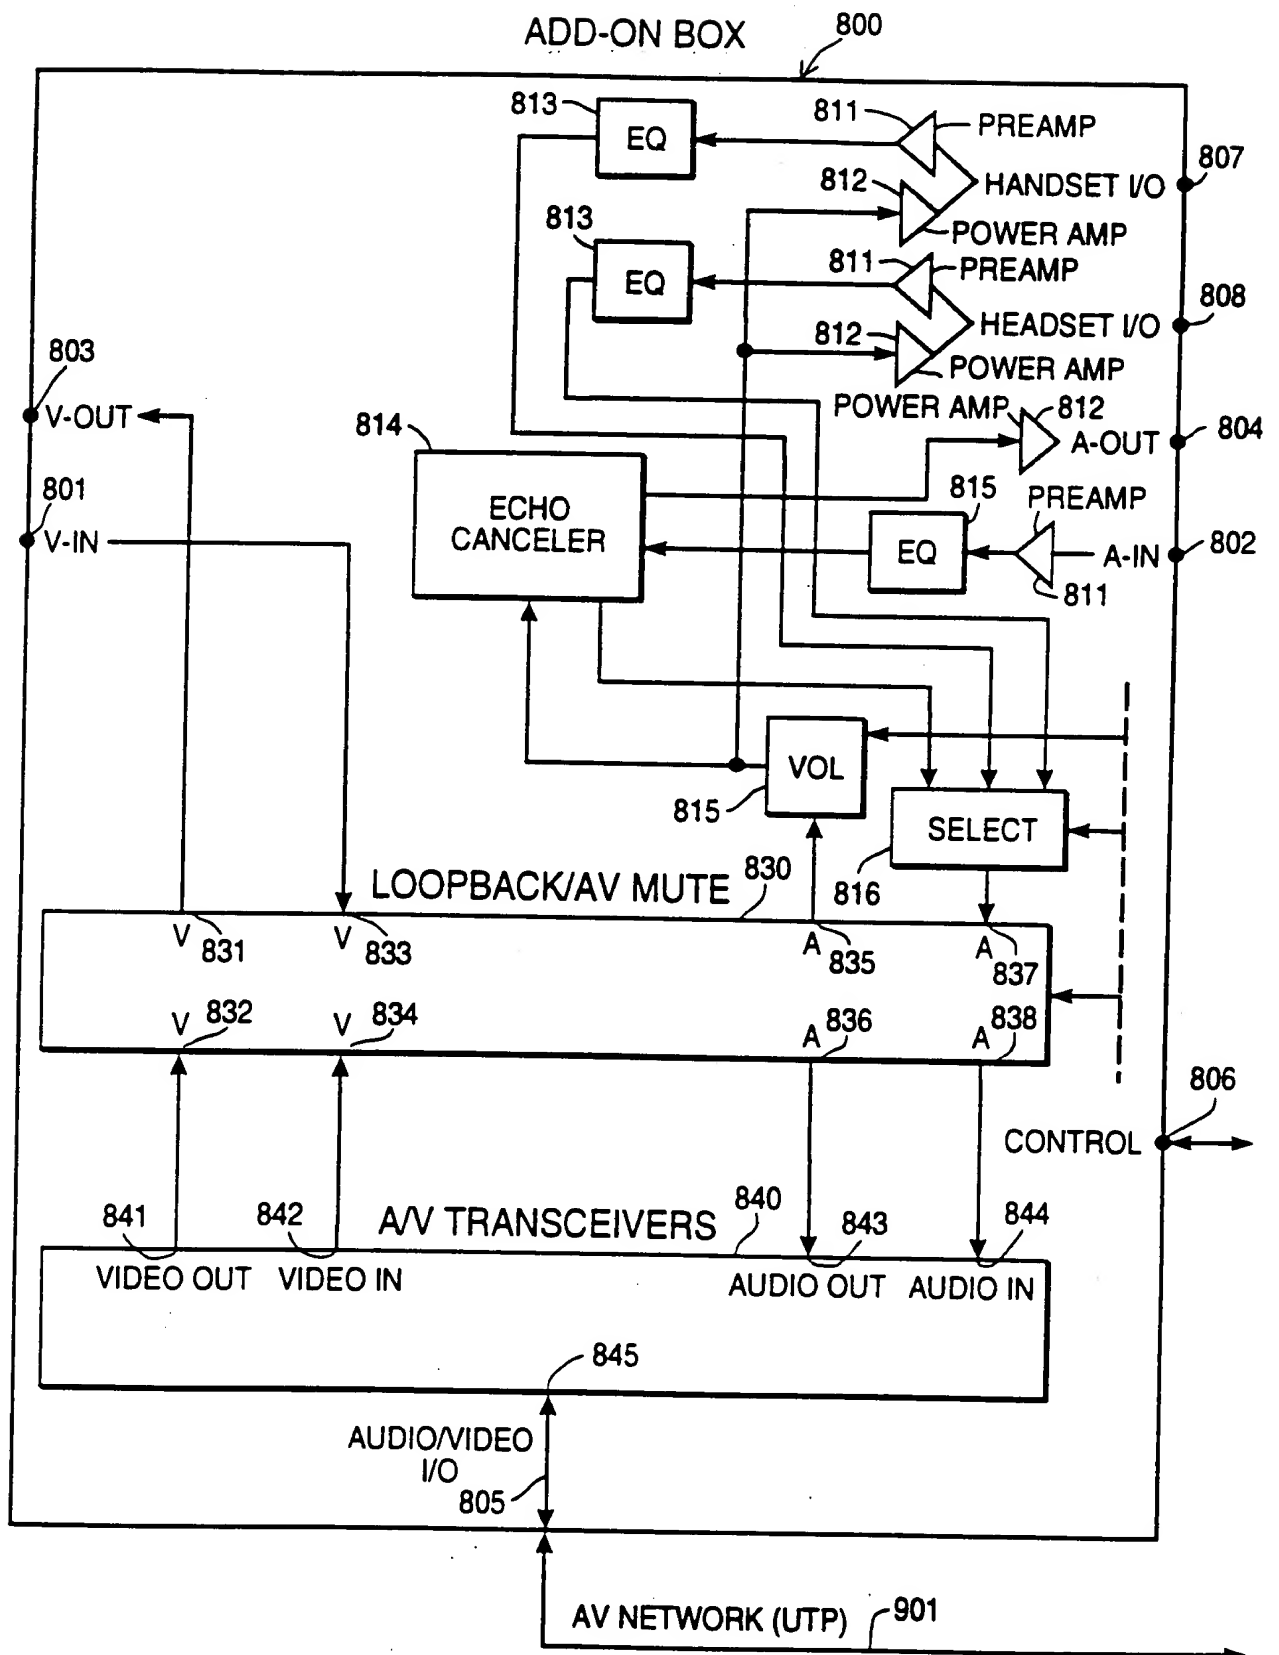 ADD-ON BOX
800
813
EQ
811
PREAMP
807
812
HANDSET I/O
POWER AMP
813
EQ
811
PREAMP
808
812
HEADSET I/O
POWER AMP
803
V-OUT
POWER AMP
812
A-OUT
804
814
ECHO
CANCELER
801
V-IN
815
PREAMP
EQ
A-IN
802
811
VOL
815
SELECT
816
LOOPBACK/AV MUTE
830
V
831
V
833
A
835
A
837
V
832
V
834
A
836
A
838
806
CONTROL
841
842
A/V TRANSCEIVERS
840
843
844
VIDEO OUT
VIDEO IN
AUDIO OUT
AUDIO IN
845
AUDIO/VIDEO
I/O
805
AV NETWORK (UTP)
901